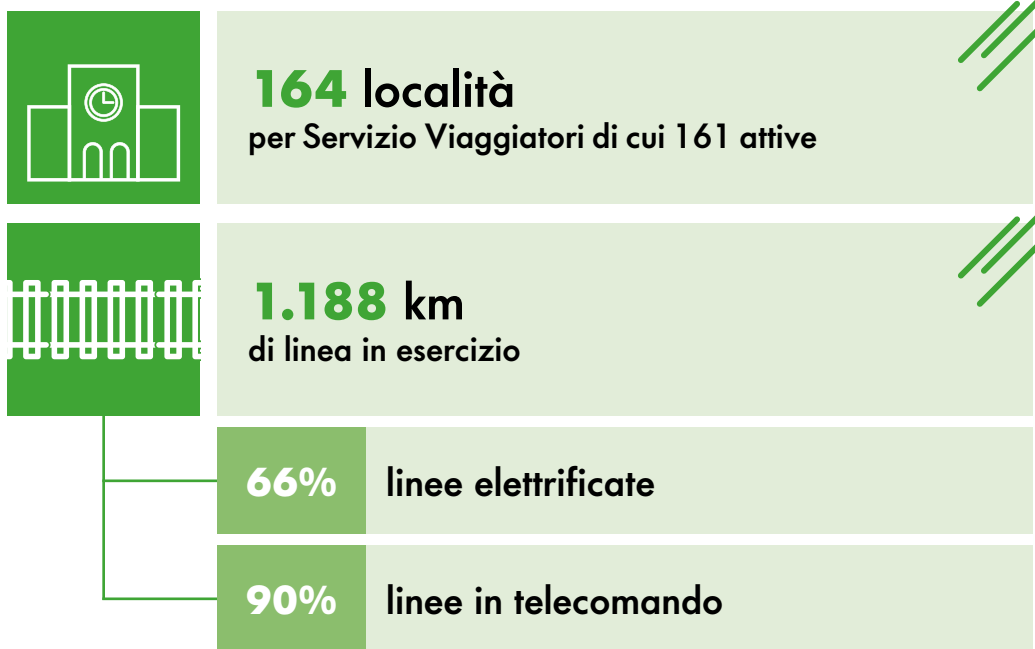 164 località
per Servizio Viaggiatori di cui 161 attive
1.188 km
di linea in esercizio
66% linee elettrificate
90% linee in telecomando